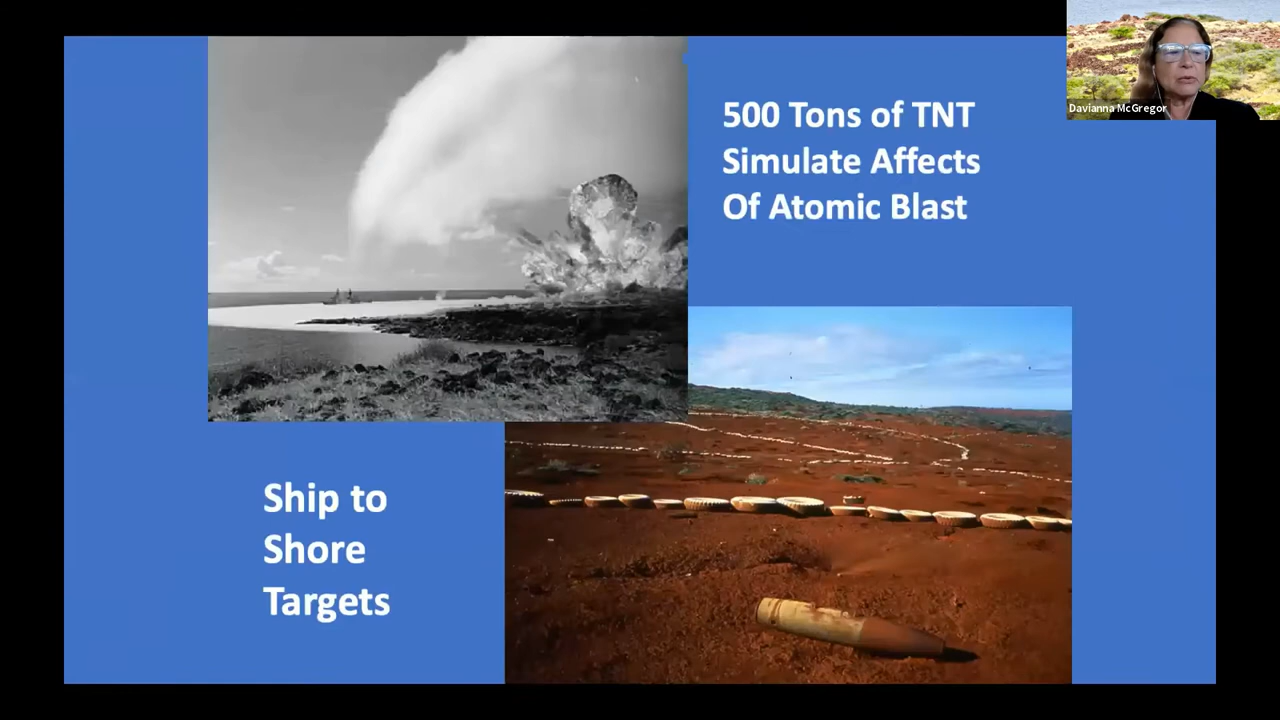 Davianna McGregor
500 Tons of TNT
Simulate Affects
Of Atomic Blast
Ship to
Shore
Targets